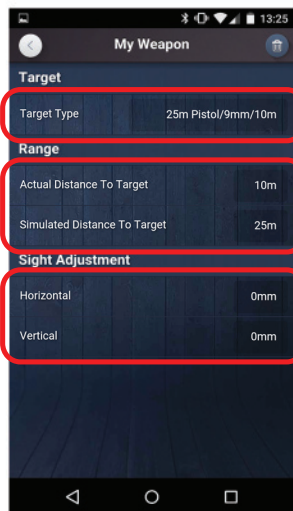 13:25
My Weapon
Target
Target Type 25m Pistol/9mm/10m
Range
Actual Distance To Target 10m
Simulated Distance To Target 25m
Sight Adjustment
Horizontal 0mm
Vertical 0mm